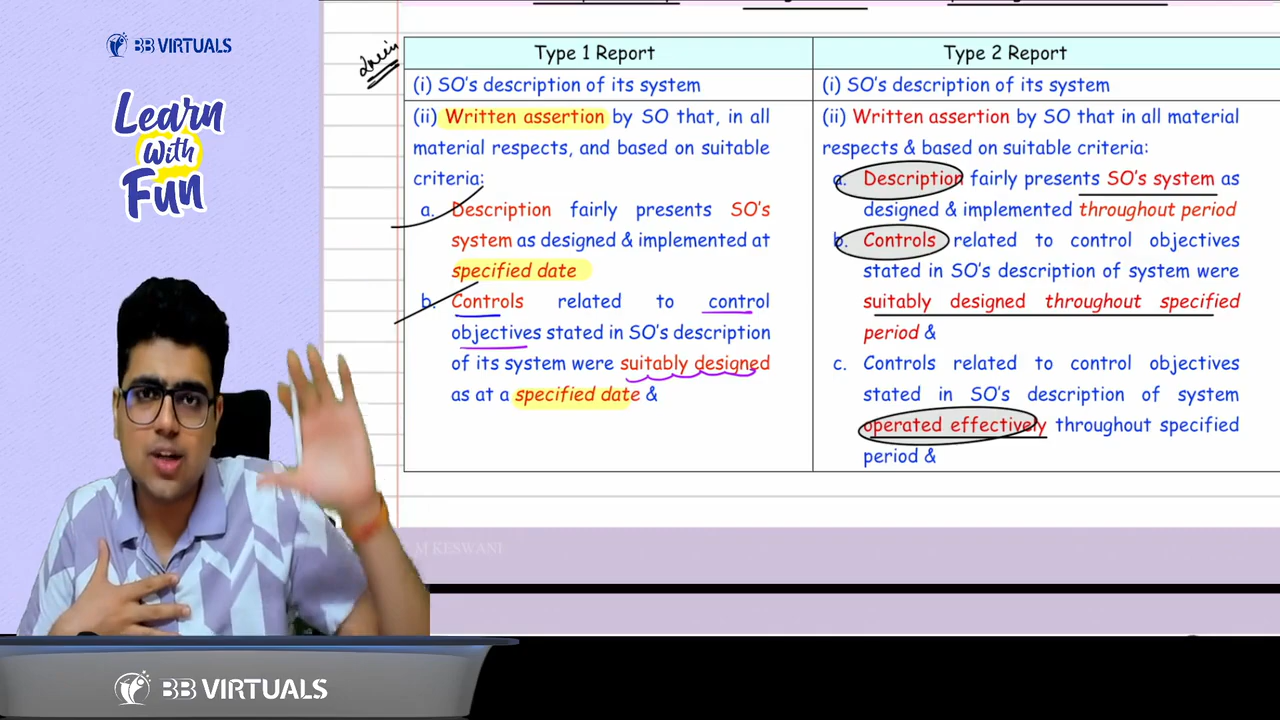 BB VIRTUALS
Learn
With
Fun
Type 1 Report
(i) SO's description of its system
(ii) Written assertion by SO that, in all
material respects, and based on suitable
criteria:
a. Description fairly presents SO's
system as designed & implemented at
specified date
b. Controls related to control
objectives stated in SO's description
of its system were suitably designed
as at a specified date &
Type 2 Report
(i) SO's description of its system
(ii) Written assertion by SO that in all material
respects & based on suitable criteria:
a. Description fairly presents SO's system as
designed & implemented throughout period
b. Controls related to control objectives
stated in SO's description of system were
suitably designed throughout specified
period &
c. Controls related to control objectives
stated in SO's description of system
operated effectively throughout specified
period &
M KESWANI
BB VIRTUALS